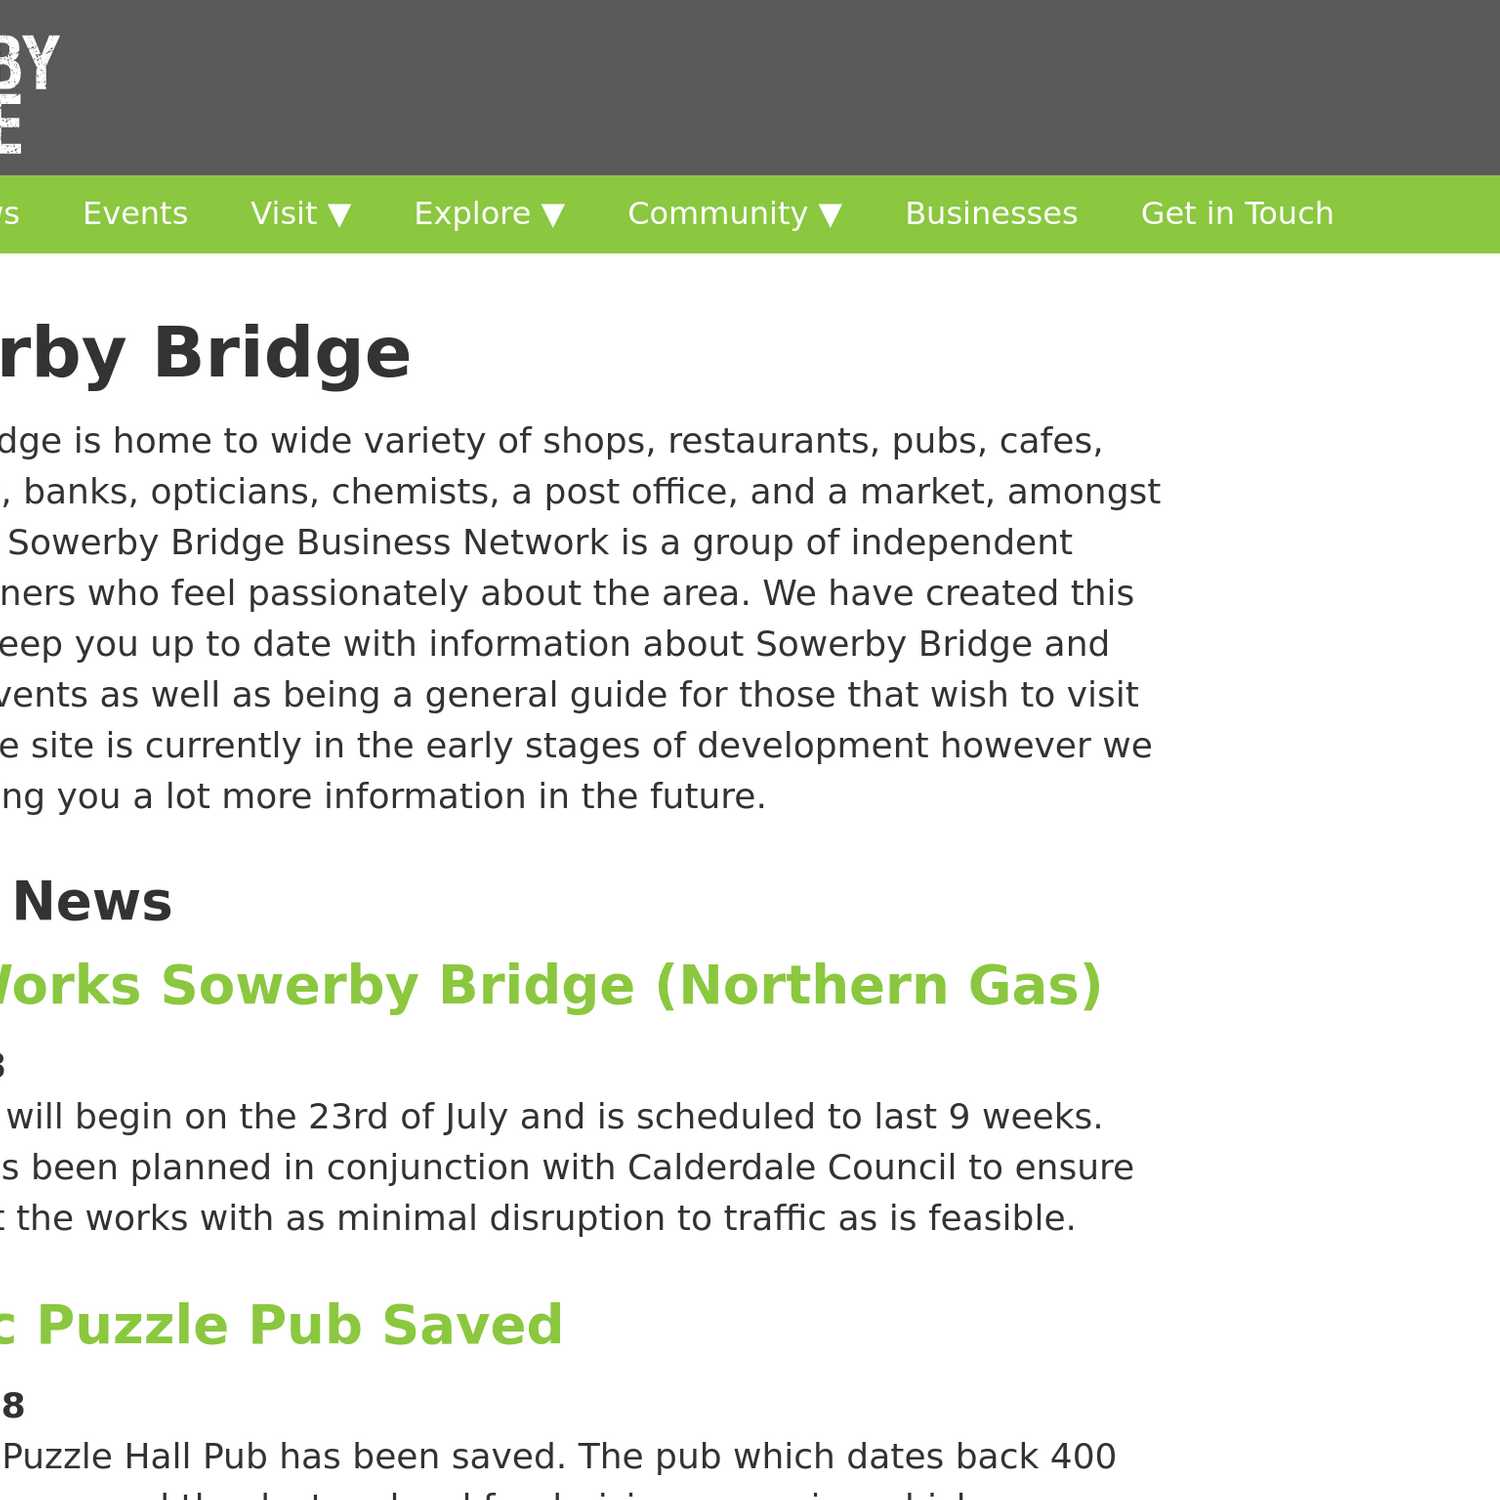 BY
E
Events Visit ▼ Explore ▼ Community ▼ Businesses Get in Touch
rby Bridge
dge is home to wide variety of shops, restaurants, pubs, cafes,
, banks, opticians, chemists, a post office, and a market, amongst
Sowerby Bridge Business Network is a group of independent
ners who feel passionately about the area. We have created this
eep you up to date with information about Sowerby Bridge and
vents as well as being a general guide for those that wish to visit
e site is currently in the early stages of development however we
ng you a lot more information in the future.
News
Works Sowerby Bridge (Northern Gas)
will begin on the 23rd of July and is scheduled to last 9 weeks.
s been planned in conjunction with Calderdale Council to ensure
t the works with as minimal disruption to traffic as is feasible.
c Puzzle Pub Saved
8
Puzzle Hall Pub has been saved. The pub which dates back 400